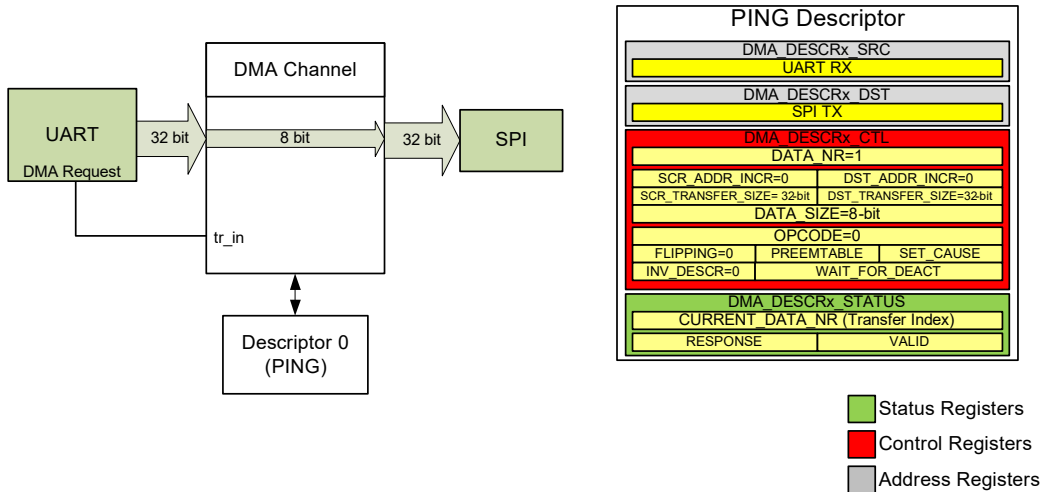 DMA Channel
UART
DMA Request
32 bit
8 bit
32 bit
SPI
tr_in
Descriptor 0
(PING)
PING Descriptor
DMA_DESCRx_SRC
UART RX
DMA_DESCRx_DST
SPI TX
DMA_DESCRx_CTL
DATA_NR=1
SCR_ADDR_INCR=0 DST_ADDR_INCR=0
SCR_TRANSFER_SIZE= 32-bit DST_TRANSFER_SIZE=32-bit
DATA_SIZE=8-bit
OPCODE=0
FLIPPING=0 PREEMTABLE SET_CAUSE
INV_DESCR=0 WAIT_FOR_DEACT
DMA_DESCRx_STATUS
CURRENT_DATA_NR (Transfer Index)
RESPONSE VALID
Status Registers
Control Registers
Address Registers